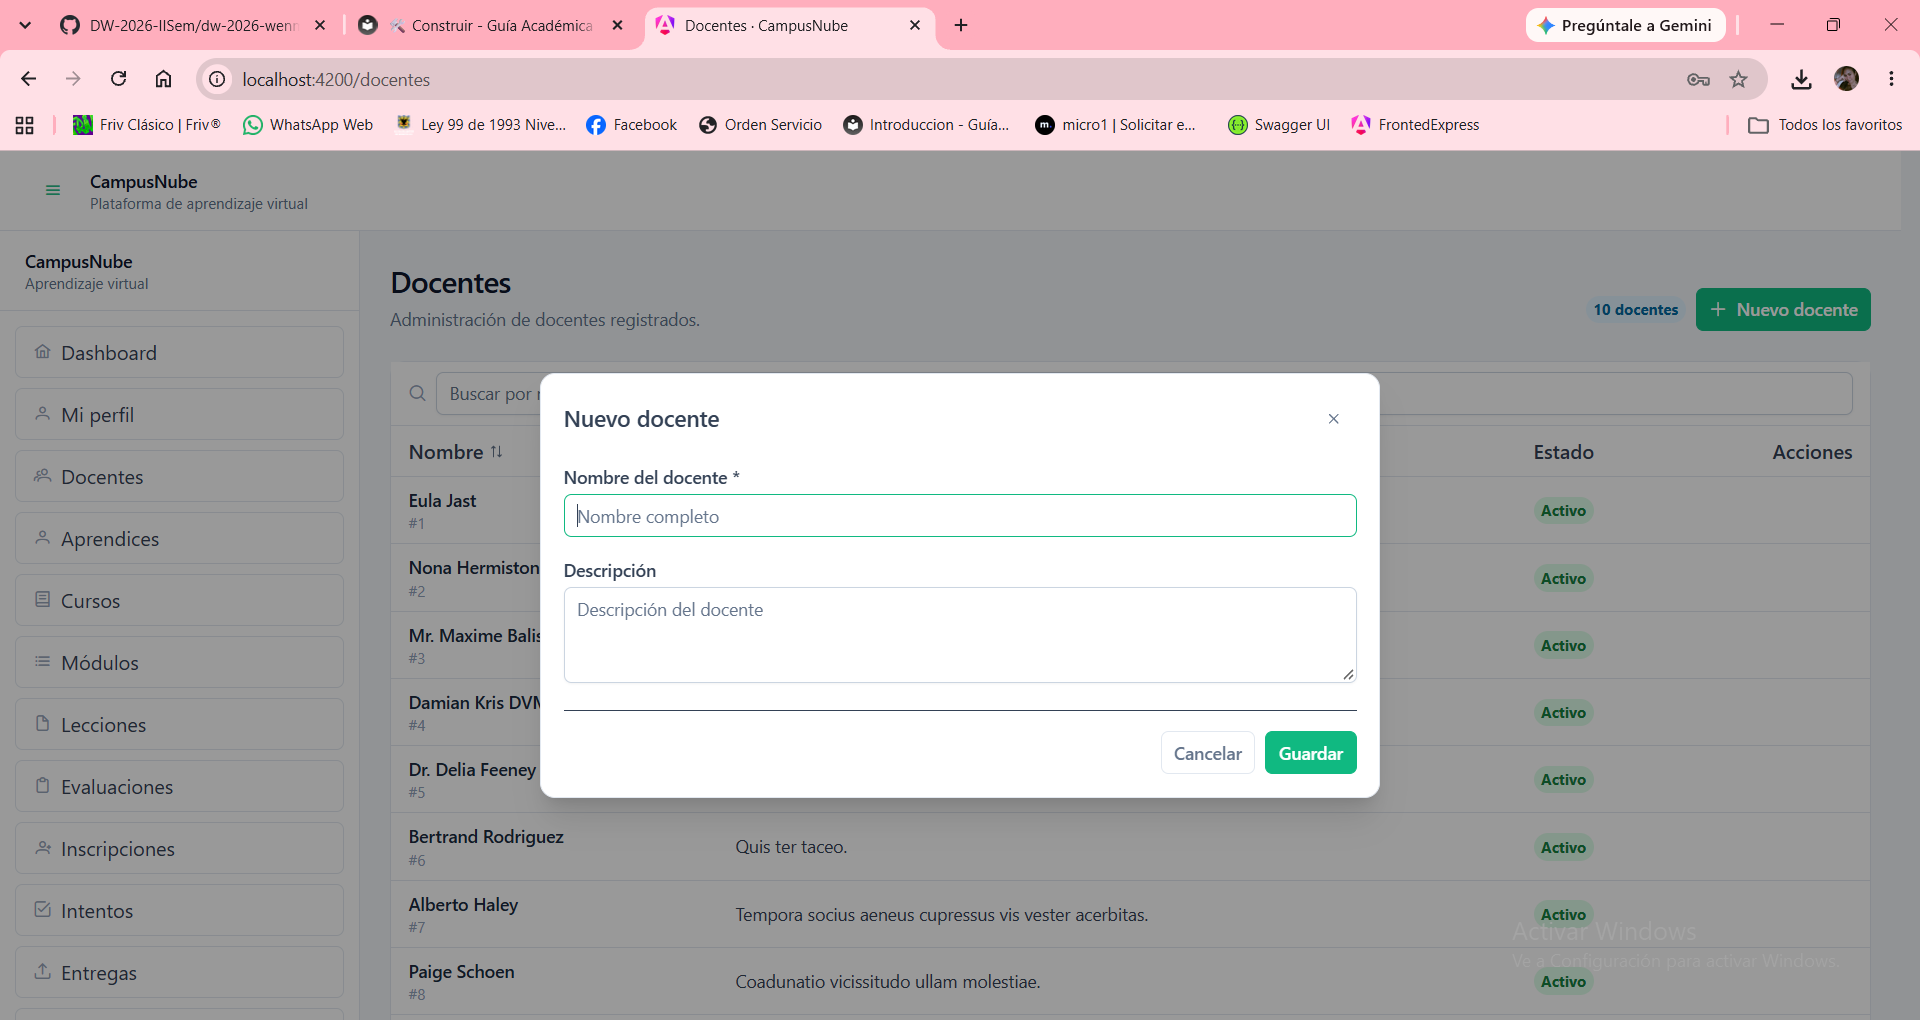 DW-2026-IISem/dw-2026-wenn
Construir - Guía Académica
Docentes · CampusNube
Pregúntale a Gemini
localhost:4200/docentes
Friv Clásico | Friv®
WhatsApp Web
Ley 99 de 1993 Nive...
Facebook
Orden Servicio
Introduccion - Guía...
micro1 | Solicitar e...
Swagger UI
FrontedExpress
Todos los favoritos
CampusNube
Plataforma de aprendizaje virtual
CampusNube
Aprendizaje virtual
Dashboard
Mi perfil
Docentes
Aprendices
Cursos
Módulos
Lecciones
Evaluaciones
Inscripciones
Intentos
Entregas
Docentes
Administración de docentes registrados.
10 docentes
+ Nuevo docente
Buscar por
Nombre
Estado
Acciones
Eula Jast
#1
Activo
Nona Hermiston
#2
Activo
Mr. Maxime Balis
#3
Activo
Damian Kris DVM
#4
Activo
Dr. Delia Feeney
#5
Activo
Bertrand Rodriguez
#6
Quis ter taceo.
Activo
Alberto Haley
#7
Tempora socius aeneus cupressus vis vester acerbitas.
Activo
Paige Schoen
#8
Coadunatio vicissitudo ullam molestiae.
Activo
Nuevo docente
Nombre del docente *
Nombre completo
Descripción
Descripción del docente
Cancelar
Guardar
Activar Windows
Ve a Configuración para activar Windows.